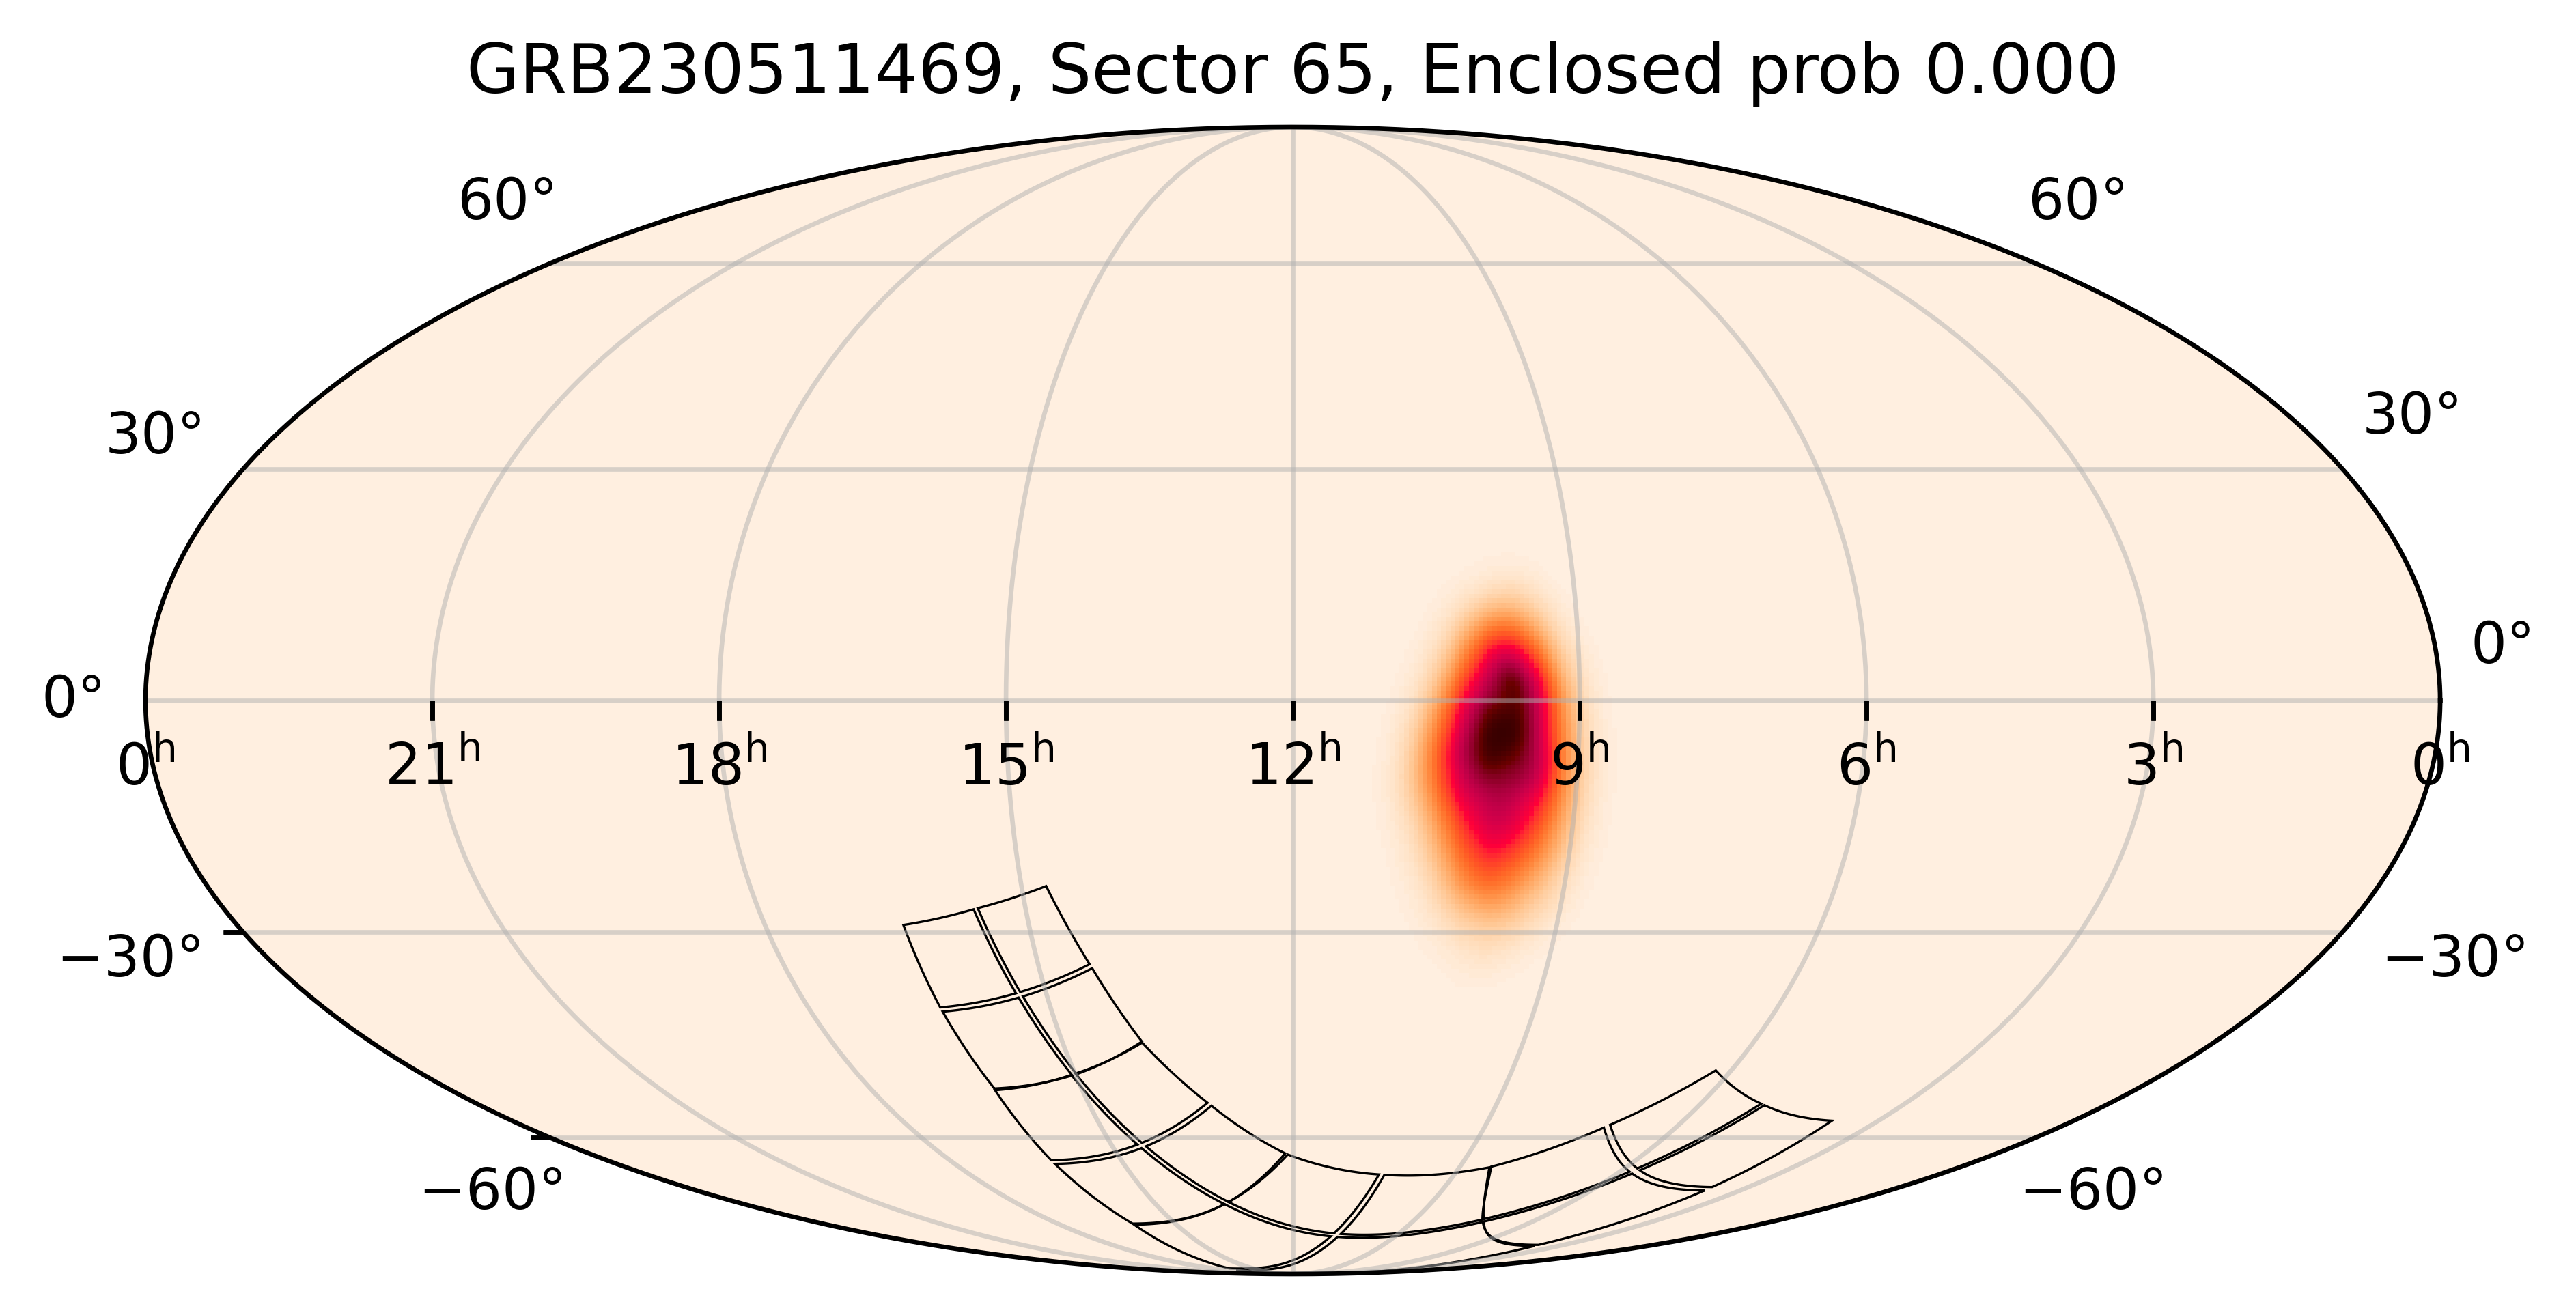 GRB230511469, Sector 65, Enclosed prob 0.000
60° 60°
30° 30°
0° 0°
0h 21h 18h 15h 12h 9h 6h 3h 0h
−30° −30°
−60° −60°